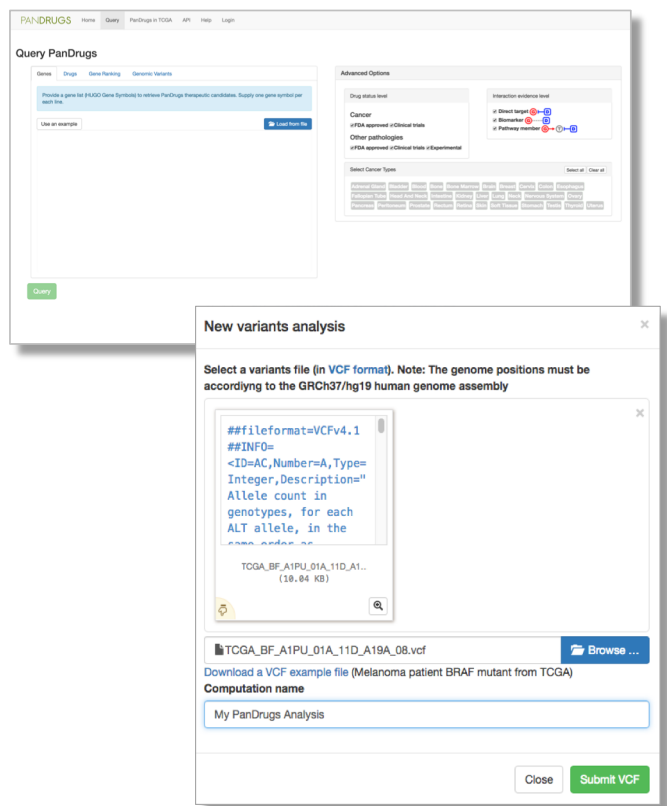 PANDRUGS Home Query PanDrugs in TCGA API Help Login
Query PanDrugs
Genes Drugs Gene Ranking Genomic Variants
Provide a gene list (HUGO Gene Symbols) to retrieve PanDrugs therapeutic candidates. Supply one gene symbol per
each line.
Use an example
Load from file
Query
Advanced Options
Drug status level
Cancer
FDA approved Clinical trials
Other pathologies
FDA approved Clinical trials Experimental
Interaction evidence level
Direct target
Biomarker
Pathway member
Select Cancer Types
Select all Clear all
New variants analysis
×
Select a variants file (in VCF format). Note: The genome positions must be
accordiyng to the GRCh37/hg19 human genome assembly
×
##fileformat=VCFv4.1
##INFO=
<ID=AC,Number=A,Type=
Integer,Description="
Allele count in
genotypes, for each
ALT allele, in the
same order as
TCGA_BF_A1PU_01A_11D_A1..
(10.04 KB)
TCGA_BF_A1PU_01A_11D_A19A_08.vcf
Browse ...
Download a VCF example file (Melanoma patient BRAF mutant from TCGA)
Computation name
My PanDrugs Analysis
Close
Submit VCF